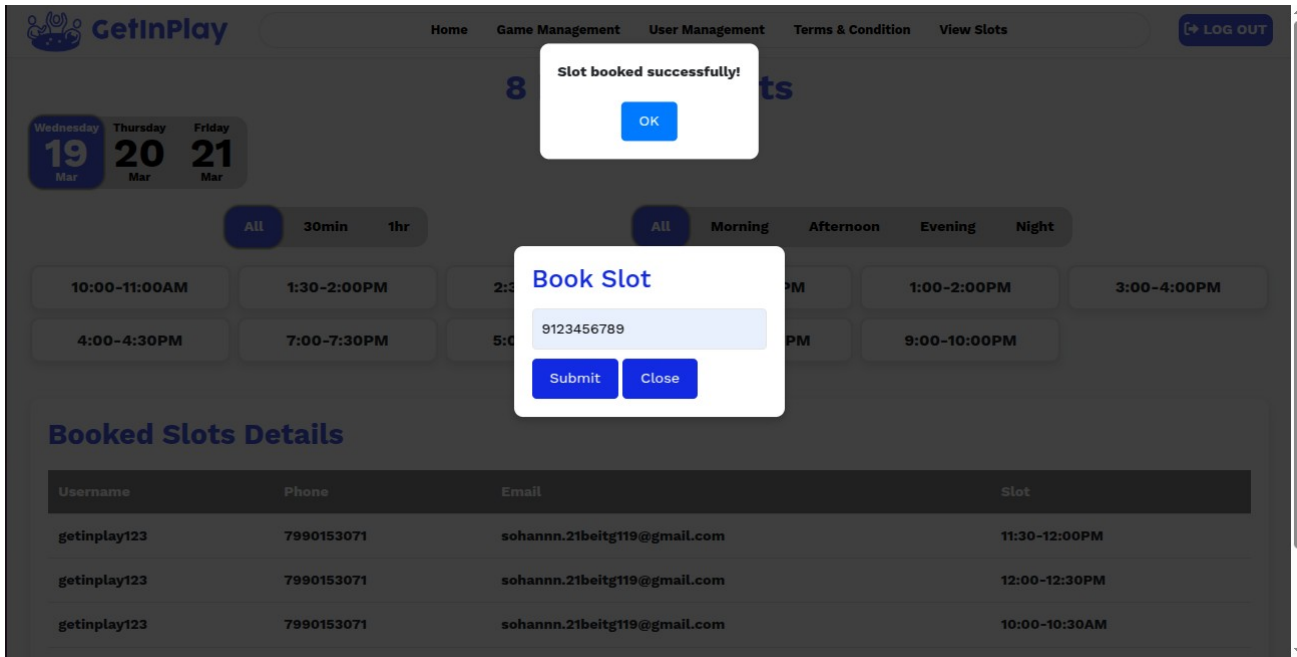 GetInPlay
Home Game Management User Management Terms & Condition View Slots
LOG OUT
Slot booked successfully!
OK
8 ts
Wednesday Thursday Friday
19 20 21
Mar Mar Mar
All 30min 1hr
All Morning Afternoon Evening Night
10:00-11:00AM 1:30-2:00PM 2:3 PM 1:00-2:00PM 3:00-4:00PM
4:00-4:30PM 7:00-7:30PM 5:0 PM 9:00-10:00PM
Book Slot
9123456789
Submit Close
Booked Slots Details
Username Phone Email Slot
getinplay123 7990153071 sohannn.21beitg119@gmail.com 11:30-12:00PM
getinplay123 7990153071 sohannn.21beitg119@gmail.com 12:00-12:30PM
getinplay123 7990153071 sohannn.21beitg119@gmail.com 10:00-10:30AM